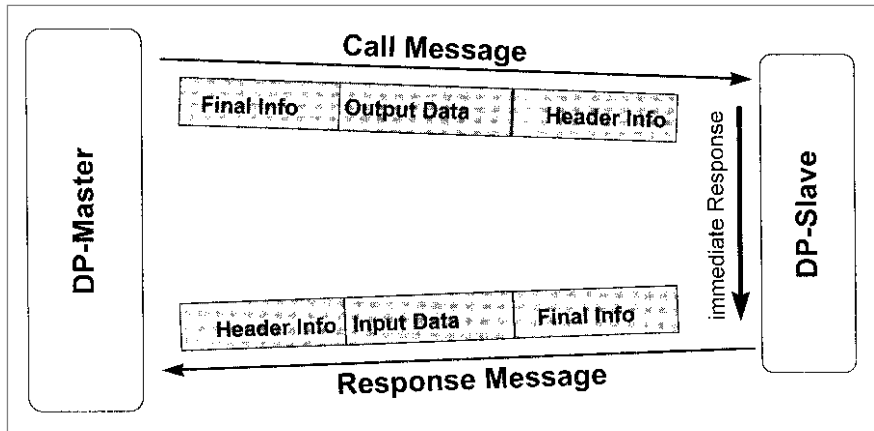 Call Message
Final Info Output Data Header Info
DP-Master
immediate Response
DP-Slave
Header Info Input Data Final Info
Response Message